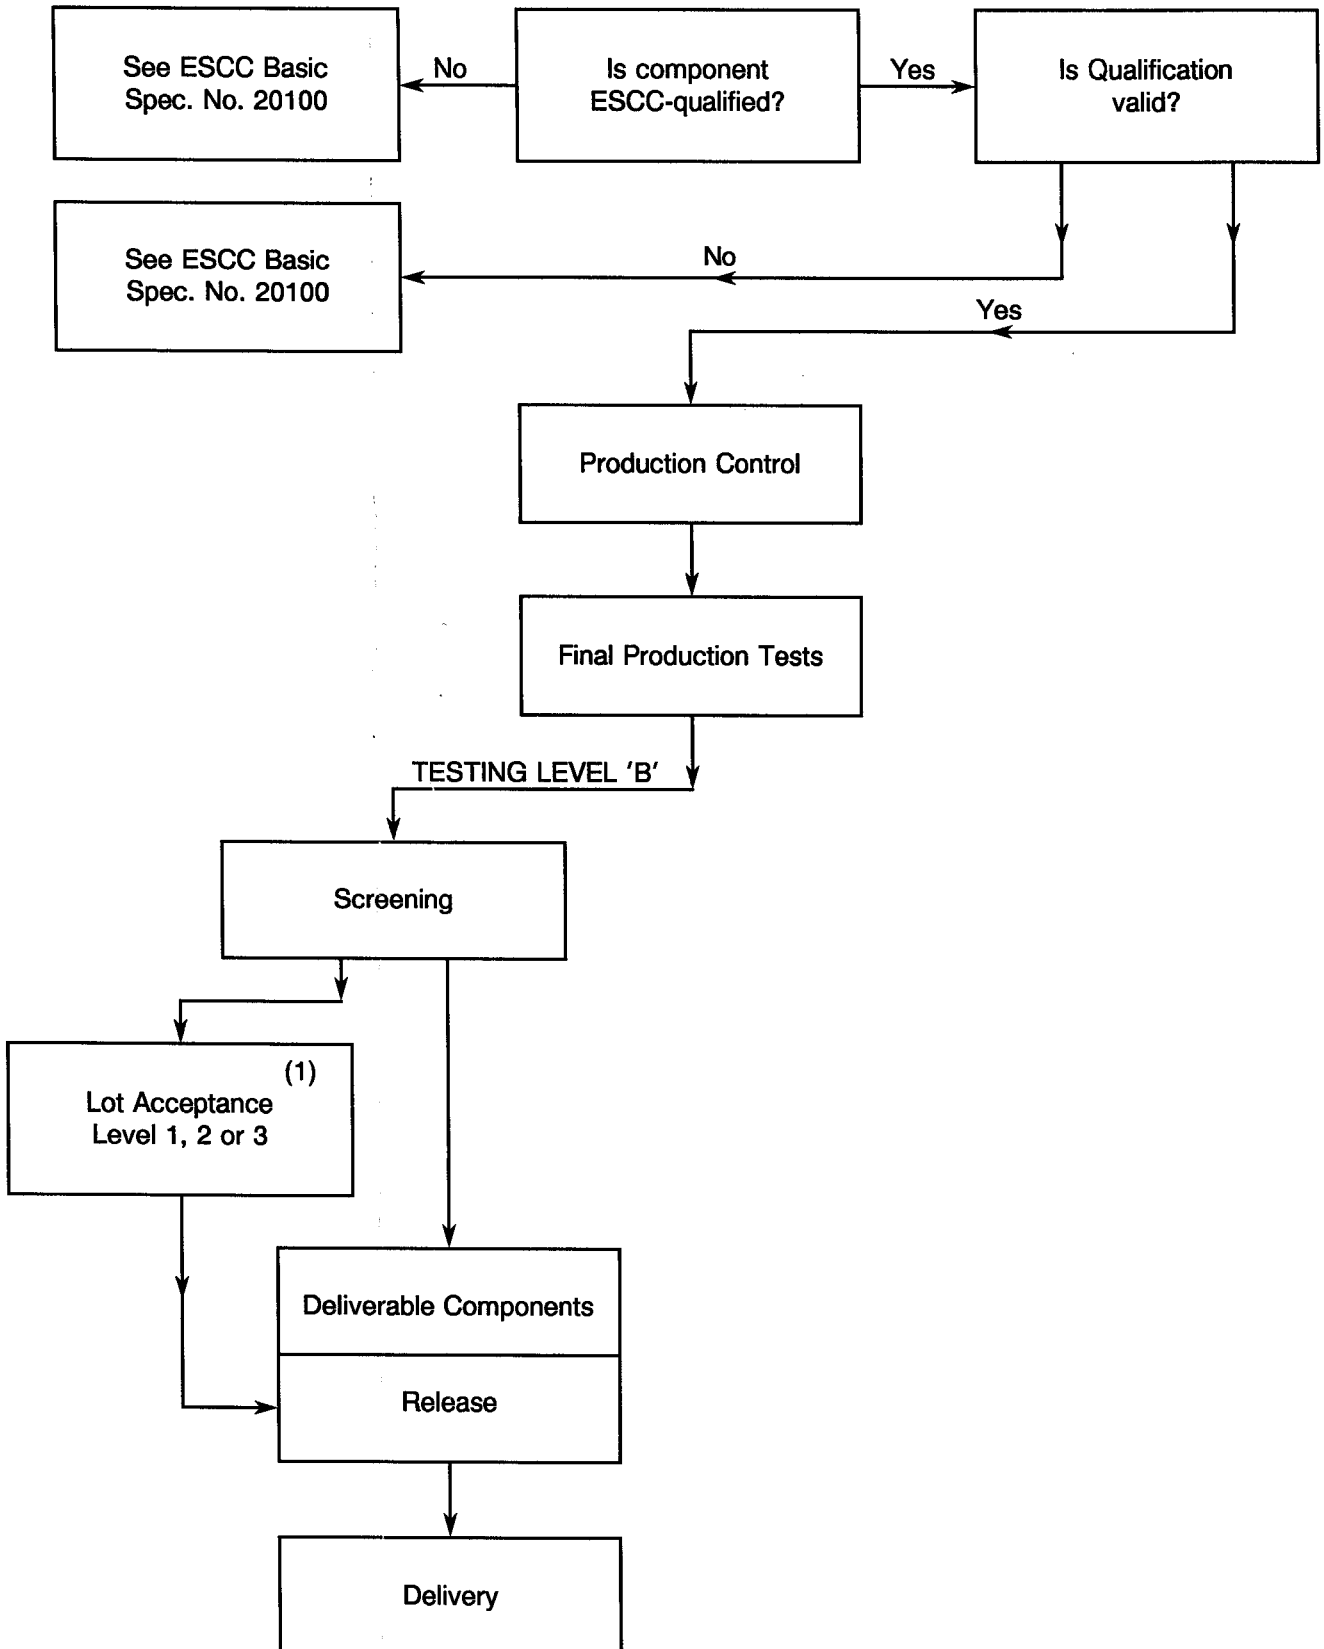 See ESCC Basic
Spec. No. 20100
No
Is component
ESCC-qualified?
Yes
Is Qualification
valid?
See ESCC Basic
Spec. No. 20100
No
Yes
Production Control
Final Production Tests
TESTING LEVEL 'B'
Screening
(1)
Lot Acceptance
Level 1, 2 or 3
Deliverable Components
Release
Delivery